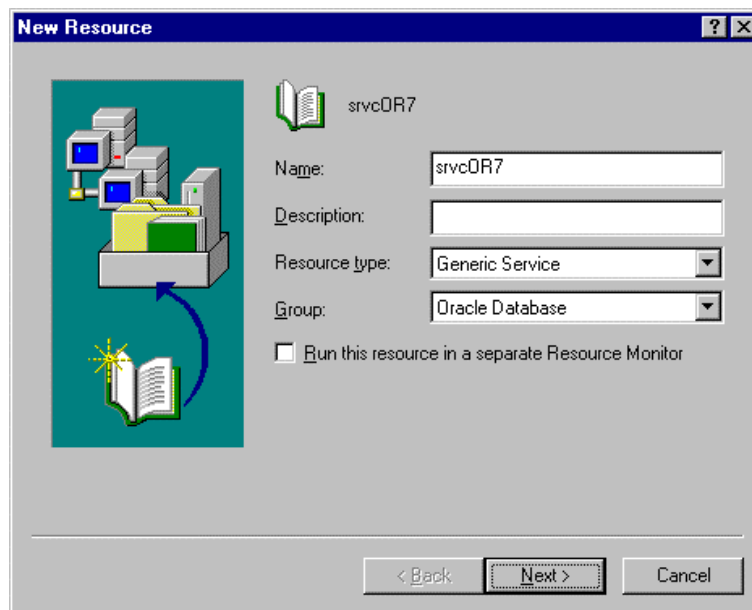 New Resource
srvcOR7
Name: srvcOR7
Description:
Resource type: Generic Service
Group: Oracle Database
Run this resource in a separate Resource Monitor
< Back Next > Cancel